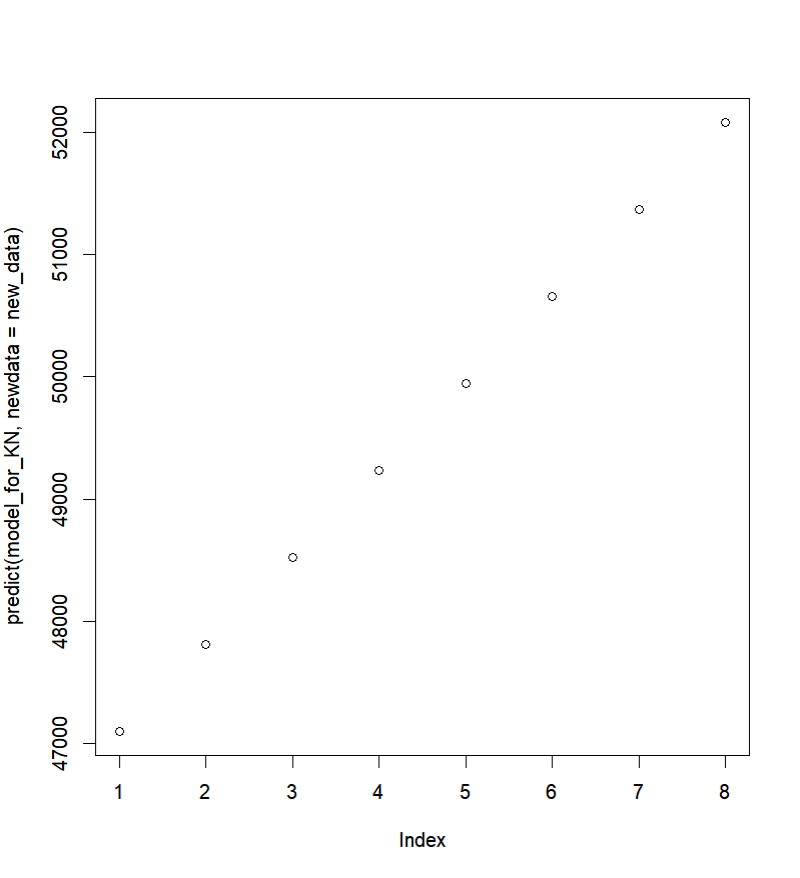 predict(model_for_KN, newdata = new_data)
52000
51000
50000
49000
48000
47000
1 2 3 4 5 6 7 8
Index